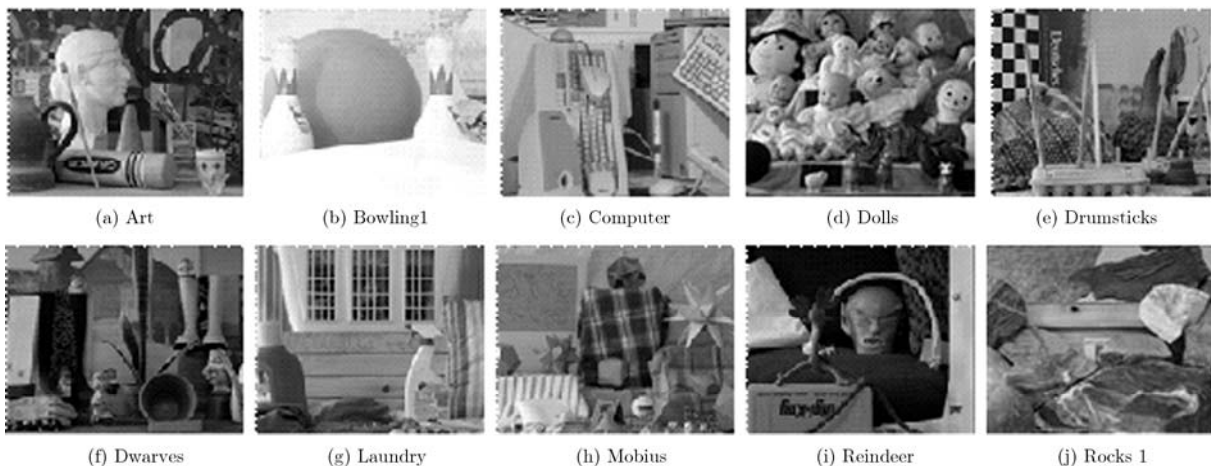 (a) Art
(b) Bowling1
(c) Computer
(d) Dolls
(e) Drumsticks
(f) Dwarves
(g) Laundry
(h) Mobius
(i) Reindeer
(j) Rocks 1